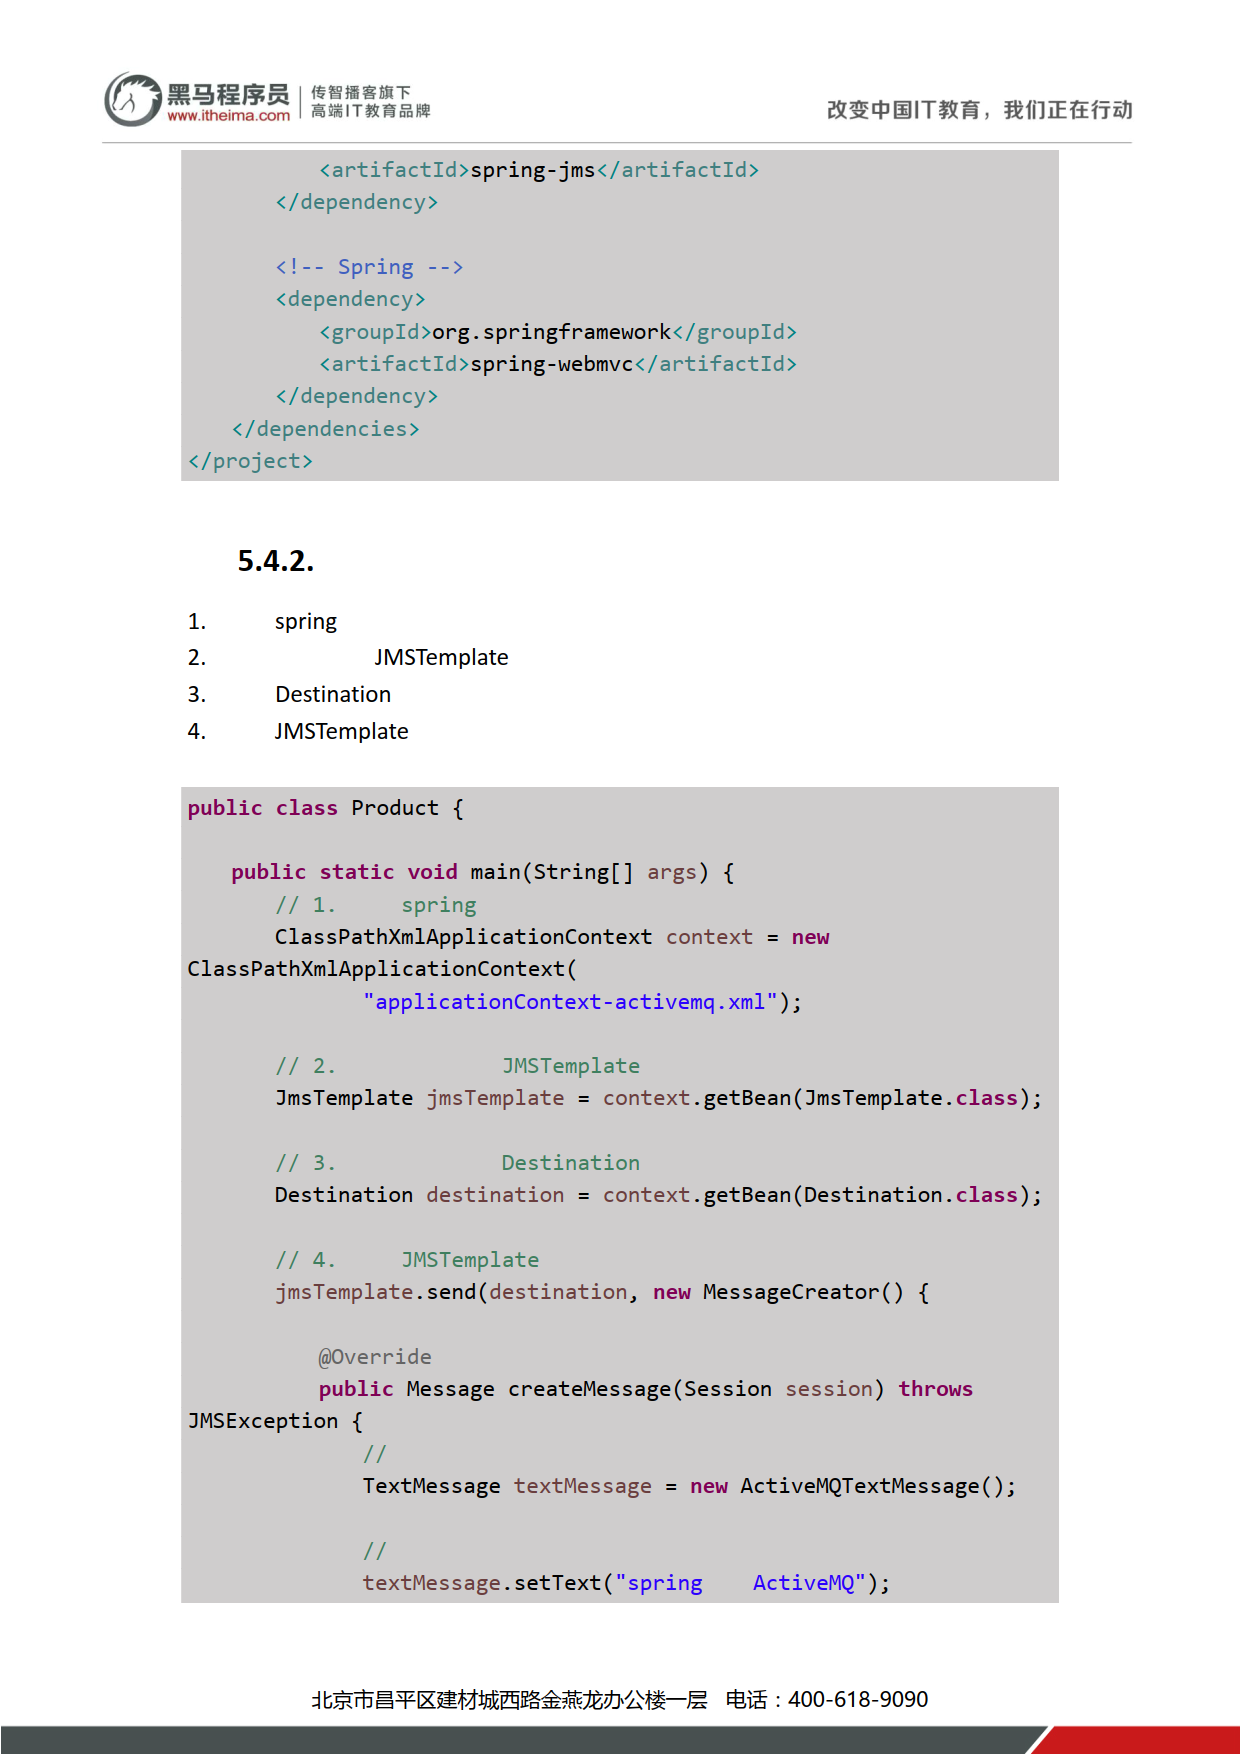 黑马程序员 传智播客旗下
www.itheima.com 高端IT教育品牌
改变中国IT教育，我们正在行动
<artifactId>spring-jms</artifactId>
</dependency>
<!-- Spring -->
<dependency>
<groupId>org.springframework</groupId>
<artifactId>spring-webmvc</artifactId>
</dependency>
</dependencies>
</project>
5.4.2.
1. spring
2. JMSTemplate
3. Destination
4. JMSTemplate
public class Product {
public static void main(String[] args) {
// 1. spring
ClassPathXmlApplicationContext context = new
ClassPathXmlApplicationContext(
"applicationContext-activemq.xml");
// 2. JMSTemplate
JmsTemplate jmsTemplate = context.getBean(JmsTemplate.class);
// 3. Destination
Destination destination = context.getBean(Destination.class);
// 4. JMSTemplate
jmsTemplate.send(destination, new MessageCreator() {
@Override
public Message createMessage(Session session) throws
JMSException {
//
TextMessage textMessage = new ActiveMQTextMessage();
//
textMessage.setText("spring ActiveMQ");
北京市昌平区建材城西路金燕龙办公楼一层 电话：400-618-9090